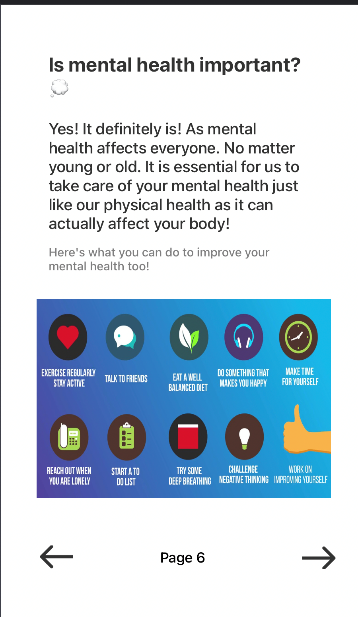 Is mental health important?
💭
Yes! It definitely is! As mental
health affects everyone. No matter
young or old. It is essential for us to
take care of your mental health just
like our physical health as it can
actually affect your body!
Here's what you can do to improve your
mental health too!
EXERCISE REGULARLY
STAY ACTIVE
TALK TO FRIENDS
EAT A WELL
BALANCED DIET
DO SOMETHING THAT
MAKES YOU HAPPY
MAKE TIME
FOR YOURSELF
REACH OUT WHEN
YOU ARE LONELY
START A TO
DO LIST
TRY SOME
DEEP BREATHING
CHALLENGE
NEGATIVE THINKING
WORK ON
IMPROVING YOURSELF
Page 6